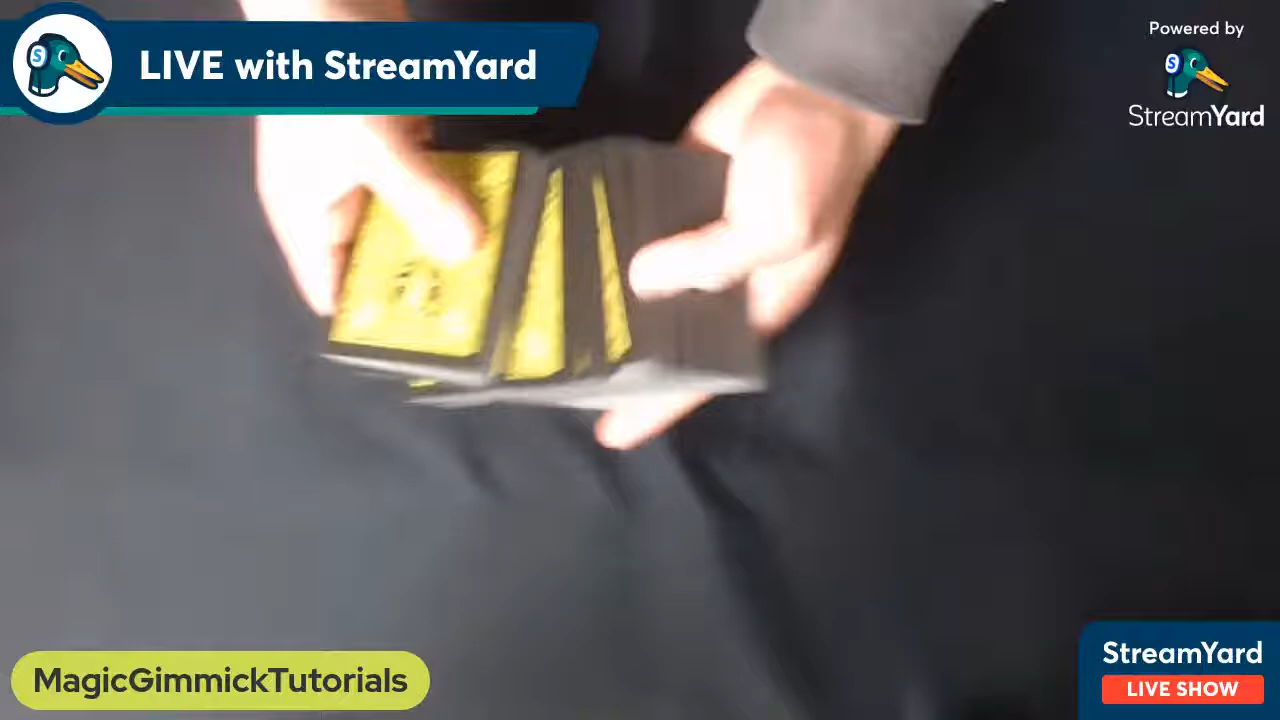 LIVE with StreamYard
Powered by
StreamYard
MagicGimmickTutorials
StreamYard
LIVE SHOW